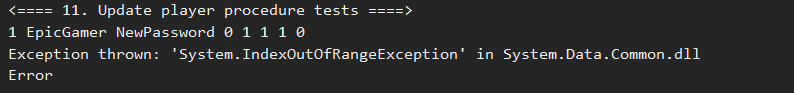 <==== 11. Update player procedure tests ====>
1 EpicGamer NewPassword 0 1 1 1 0
Exception thrown: 'System.IndexOutOfRangeException' in System.Data.Common.dll
Error